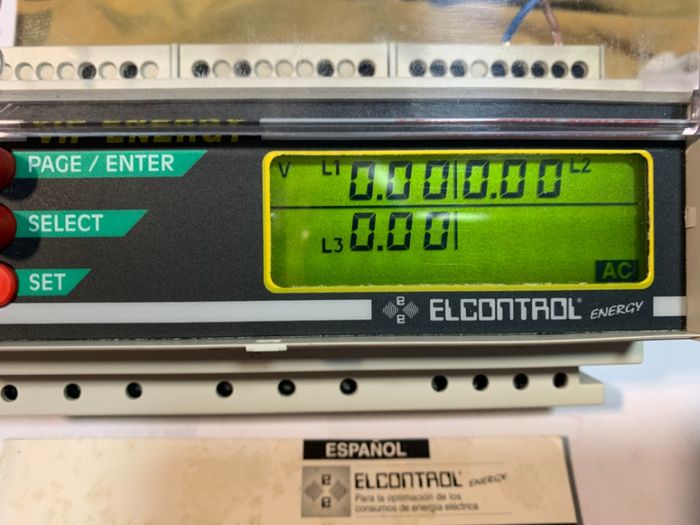 VIP ENERGY
PAGE / ENTER
SELECT
SET
V L1 0.00 0.00 L2
L3 0.00
AC
ELCONTROL ENERGY
ESPAÑOL
ELCONTROL ENERGY
Para la optimación de los
consumos de energía eléctrica